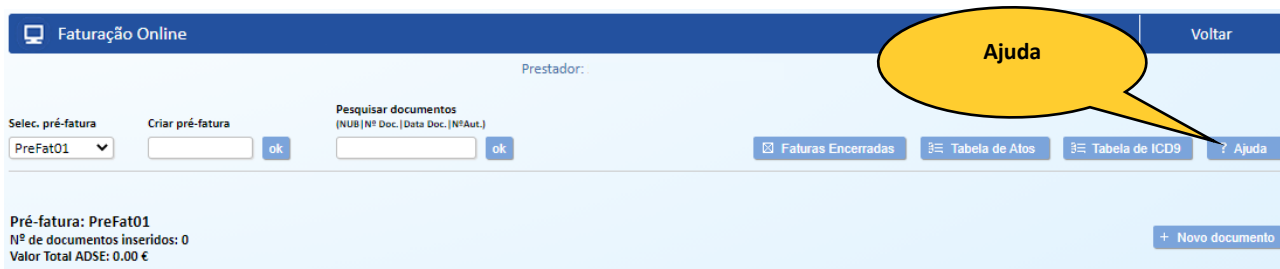 Faturação Online
Voltar
Ajuda
Prestador:
Selec. pré-fatura
Criar pré-fatura
Pesquisar documentos
(NUB|Nº Doc.|Data Doc.|NºAut.)
PreFat01
ok
ok
Faturas Encerradas
Tabela de Atos
Tabela de ICD9
? Ajuda
Pré-fatura: PreFat01
Nº de documentos inseridos: 0
+ Novo documento
Valor Total ADSE: 0.00 €